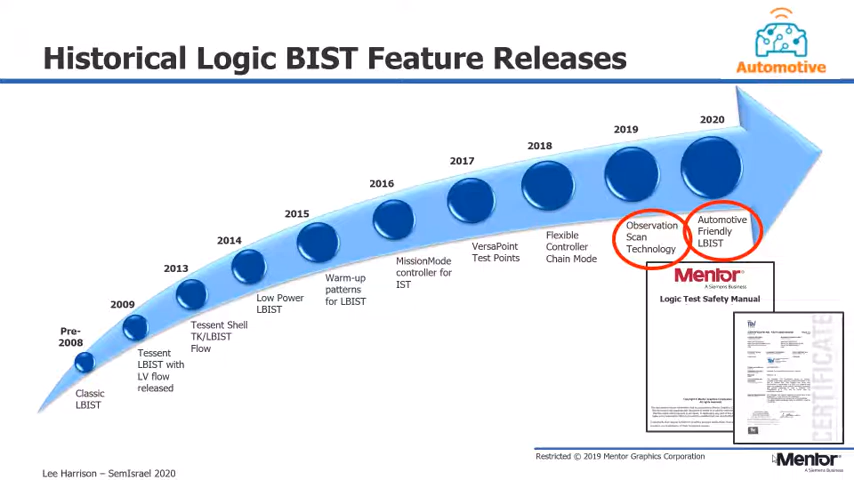 Historical Logic BIST Feature Releases
Automotive
2020
2019
2018
2017
2016
2015
2014
2013
2009
Pre-
2008
Classic
LBIST
Tessent
LBIST with
LV flow
released
Tessent Shell
TK/LBIST
Flow
Low Power
LBIST
Warm-up
patterns
for LBIST
MissionMode
controller for
IST
VersaPoint
Test Points
Flexible
Controller
Chain Mode
Observation
Scan
Technology
Automotive
Friendly
LBIST
Mentor
A Siemens Business
Logic Test Safety Manual
CERTIFICATE
Restricted © 2019 Mentor Graphics Corporation
Mentor
A Siemens Business
Lee Harrison – SemIsrael 2020